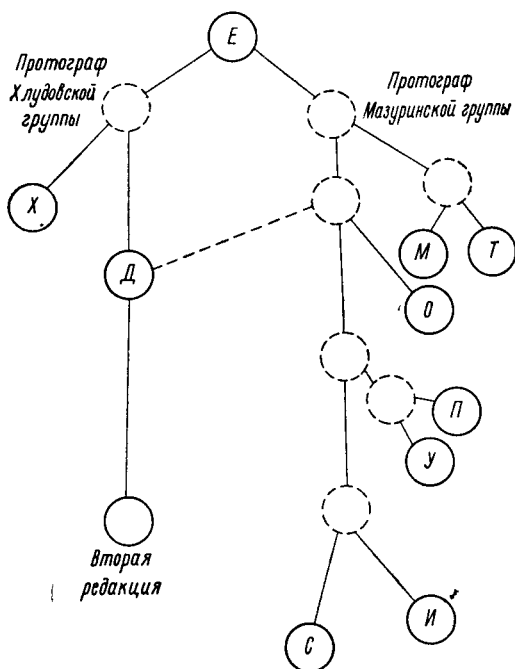 Е
Протограф
Хлудовской
группы
Протограф
Мазуринской группы
Х
М
Т
Д
О
П
У
Вторая
редакция
И
С